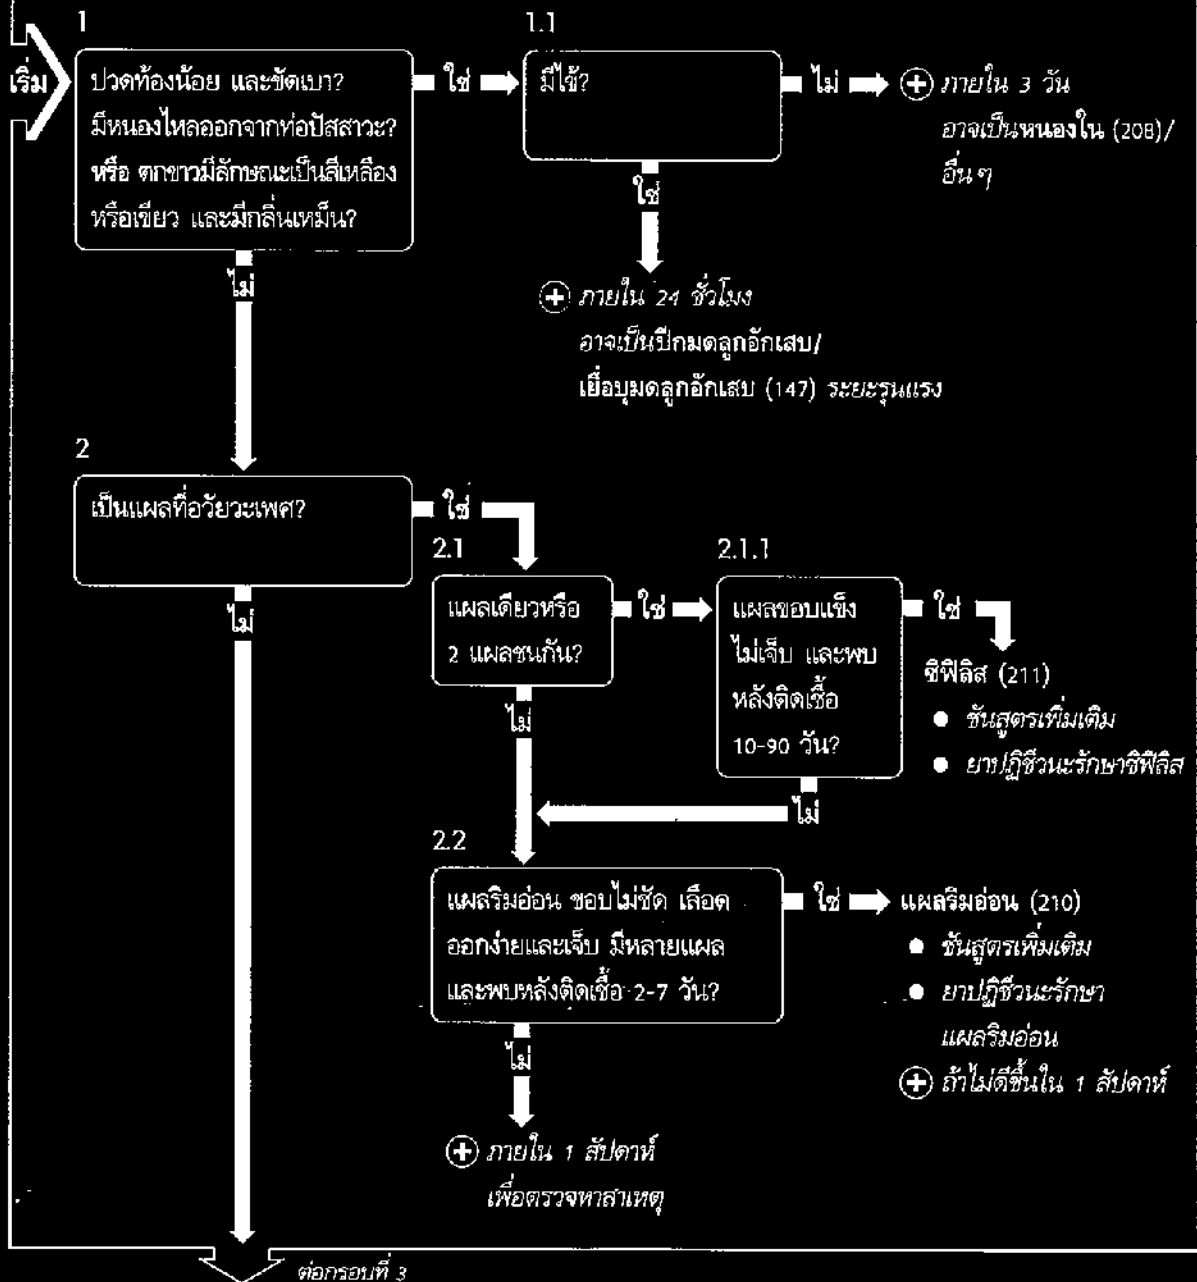 เริ่ม
1
ปวดท้องน้อย และขัดเบา?
มีหนองไหลออกจากท่อปัสสาวะ?
หรือ ตกขาวมีลักษณะเป็นสีเหลือง
หรือเขียว และมีกลิ่นเหม็น?
ใช่
1.1
มีไข้?
ไม่
ภายใน 3 วัน
อาจเป็นหนองใน (208)/
อื่นๆ
ใช่
ภายใน 24 ชั่วโมง
อาจเป็นปีกมดลูกอักเสบ/
เยื่อบุมดลูกอักเสบ (147) ระยะรุนแรง
ไม่
2
เป็นแผลที่อวัยวะเพศ?
ใช่
2.1
แผลเดียวหรือ
2 แผลชนกัน?
ใช่
2.1.1
แผลขอบแข็ง
ไม่เจ็บ และพบ
หลังติดเชื้อ
10-90 วัน?
ใช่
ซิฟิลิส (211)
● ชันสูตรเพิ่มเติม
● ยาปฏิชีวนะรักษาซิฟิลิส
ไม่
ไม่
ไม่
2.2
แผลริมอ่อน ขอบไม่ชัด เลือด
ออกง่ายและเจ็บ มีหลายแผล
และพบหลังติดเชื้อ 2-7 วัน?
ใช่
แผลริมอ่อน (210)
● ชันสูตรเพิ่มเติม
● ยาปฏิชีวนะรักษา
แผลริมอ่อน
ถ้าไม่ดีขึ้นใน 1 สัปดาห์
ไม่
ภายใน 1 สัปดาห์
เพื่อตรวจหาสาเหตุ
ต่อกรอบที่ 3